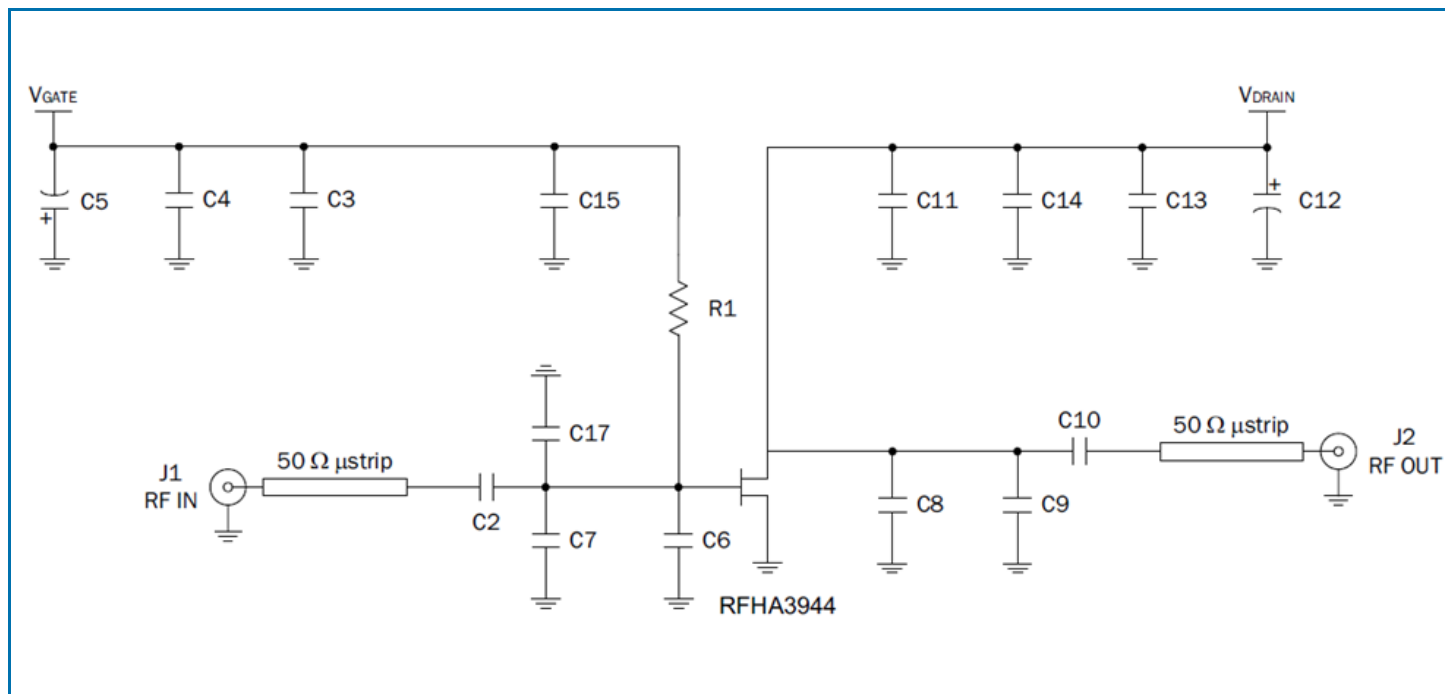 VGATE
VDRAIN
C5
+
C4
C3
C15
C11
C14
C13
+
C12
R1
C17
C10
50 Ω µstrip
J2
RF OUT
J1
RF IN
50 Ω µstrip
C2
C7
C6
C8
C9
RFHA3944